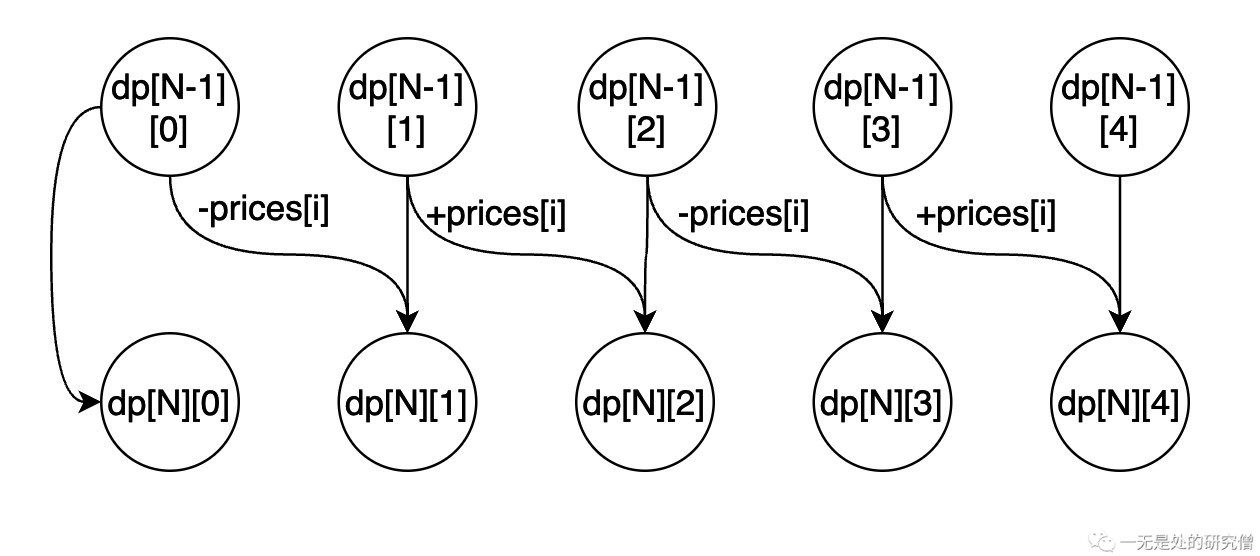 dp[N-1]
[0]
dp[N-1]
[1]
dp[N-1]
[2]
dp[N-1]
[3]
dp[N-1]
[4]
-prices[i]
+prices[i]
-prices[i]
+prices[i]
dp[N][0]
dp[N][1]
dp[N][2]
dp[N][3]
dp[N][4]
一无是处的研究僧